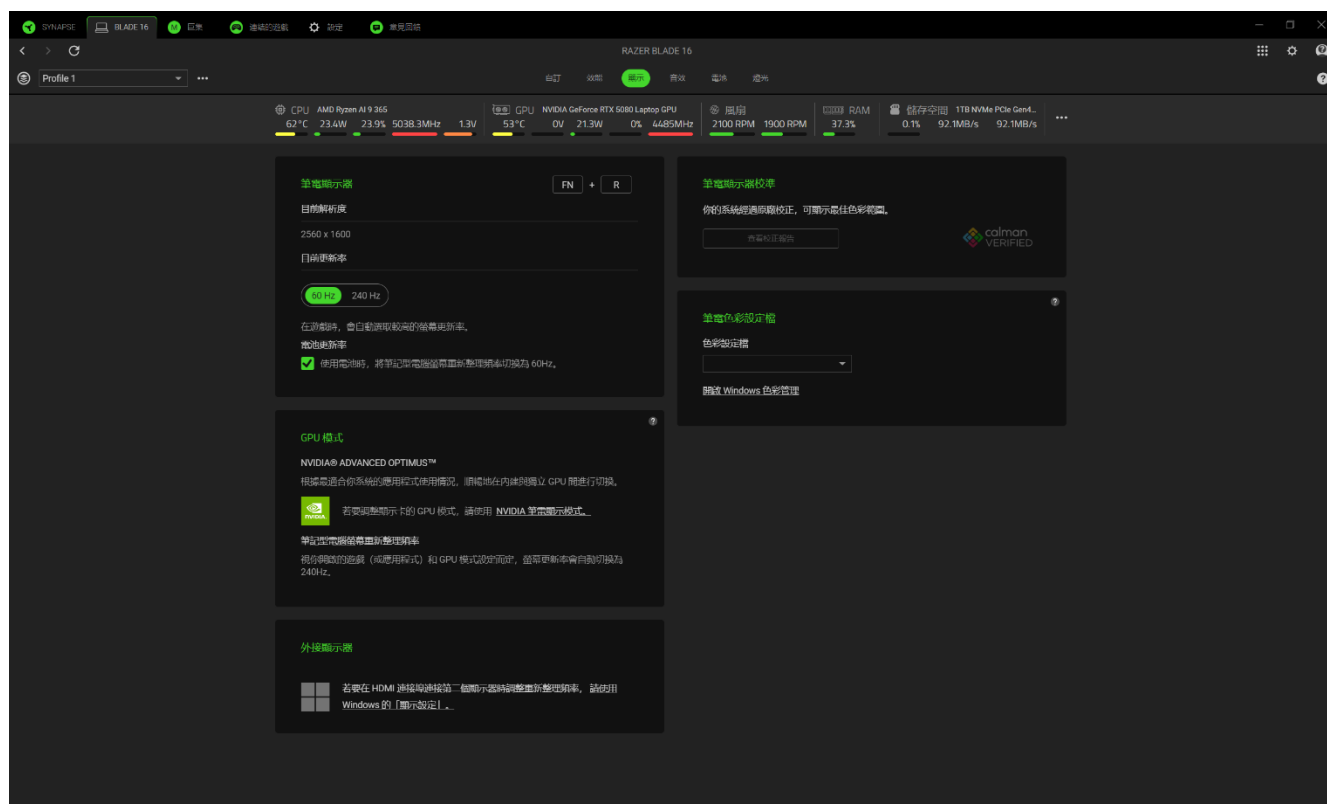 SYNAPSE BLADE 16 巨集 連結的遊戲 設定 常見回饋
RAZER BLADE 16
Profile 1 自訂 效能 顯示 音效 電池 燈光
CPU AMD Ryzen AI 9 365 GPU NVIDIA GeForce RTX 5080 Laptop GPU 風扇 RAM 儲存空間 1TB NVMe PCIe Gen4...
62°C 23.4W 23.9% 5038.3MHz 1.3V 53°C 0V 21.3W 0% 4485MHz 2100 RPM 1900 RPM 37.3% 0.1% 92.1MB/s 92.1MB/s
筆電顯示器 FN + R
目前解析度
2560 x 1600
目前更新率
60 Hz 240 Hz
在遊戲時，會自動選取較高的螢幕更新率。
電池更新率
使用電池時，將筆記型電腦螢幕重新整理頻率切換為 60Hz。
GPU 模式
NVIDIA® ADVANCED OPTIMUS™
根據最適合你系統的應用程式使用情況，順暢地在內建與獨立 GPU 間進行切換。
若要調整顯示卡的 GPU 模式，請使用 NVIDIA 筆電顯示模式。
筆記型電腦螢幕重新整理頻率
視你開啟的遊戲（或應用程式）和 GPU 模式設定而定，螢幕更新率會自動切換為
240Hz。
外接顯示器
若要在 HDMI 連接埠連接第二個顯示器時調整重新整理頻率，請使用
Windows 的「顯示設定」。
筆電顯示器校準
你的系統經過原廠校正，可顯示最佳色彩範圍。
查看校正報告 calman
VERIFIED
筆電色彩設定檔
色彩設定檔
開啟 Windows 色彩管理